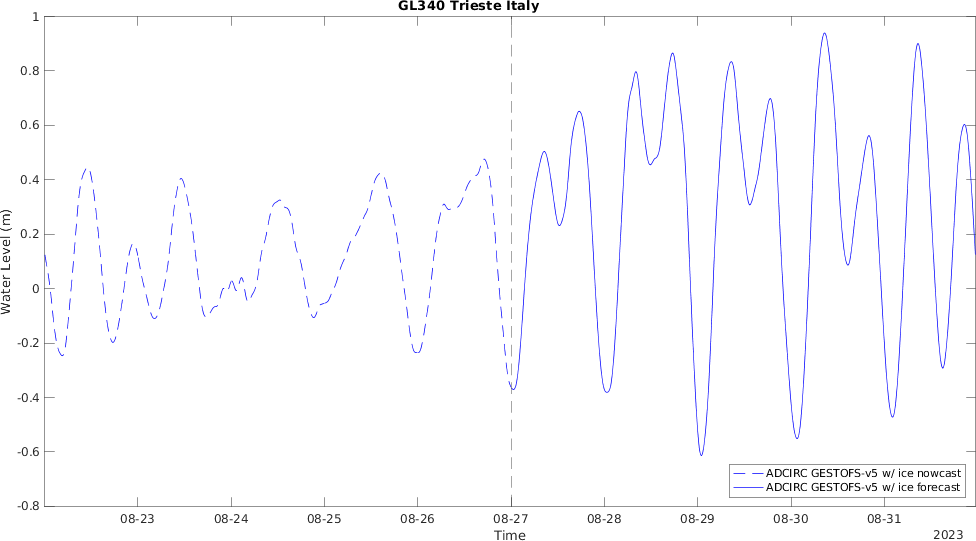 GL340 Trieste Italy
1
0.8
0.6
0.4
0.2
0
-0.2
-0.4
-0.6
-0.8
Water Level (m)
08-23 08-24 08-25 08-26 08-27 08-28 08-29 08-30 08-31
Time
2023
ADCIRC GESTOFS-v5 w/ ice nowcast
ADCIRC GESTOFS-v5 w/ ice forecast